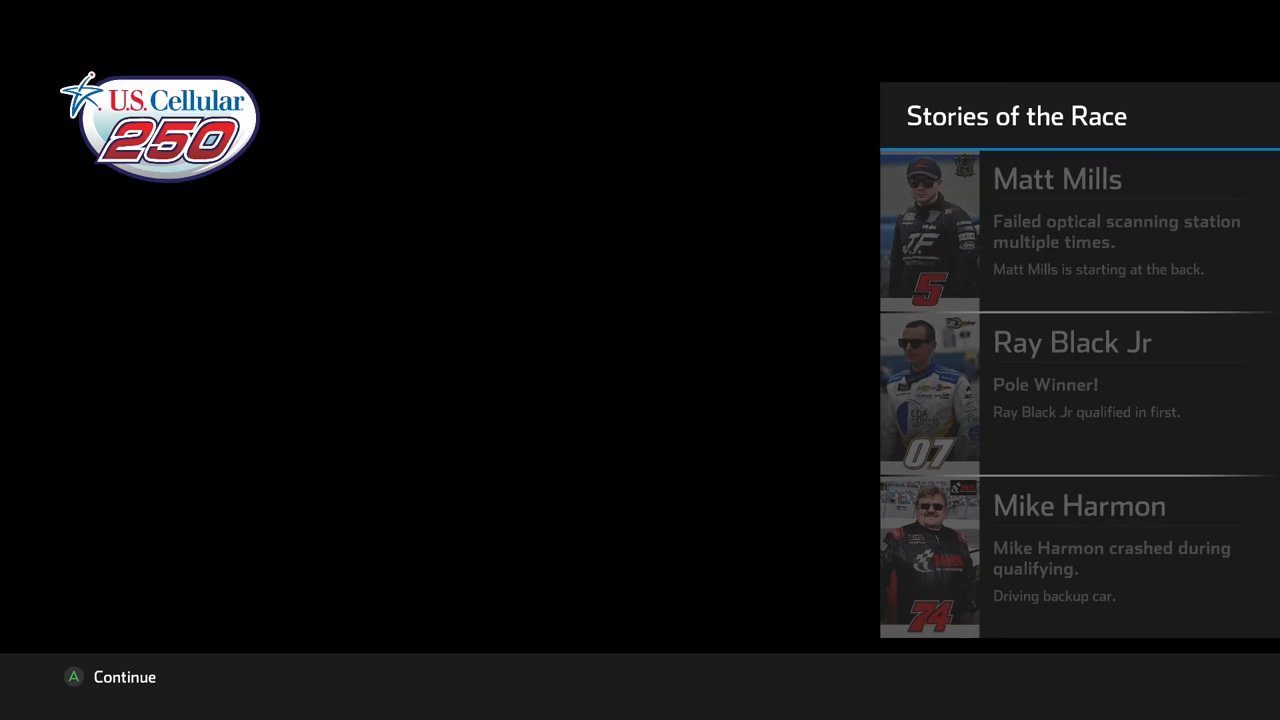 U.S. Cellular
250
Stories of the Race
Matt Mills
Failed optical scanning station
multiple times.
Matt Mills is starting at the back.
J.F
5
Ray Black Jr
Pole Winner!
Ray Black Jr qualified in first.
CDA
07
Mike Harmon
Mike Harmon crashed during
qualifying.
Driving backup car.
74
A Continue